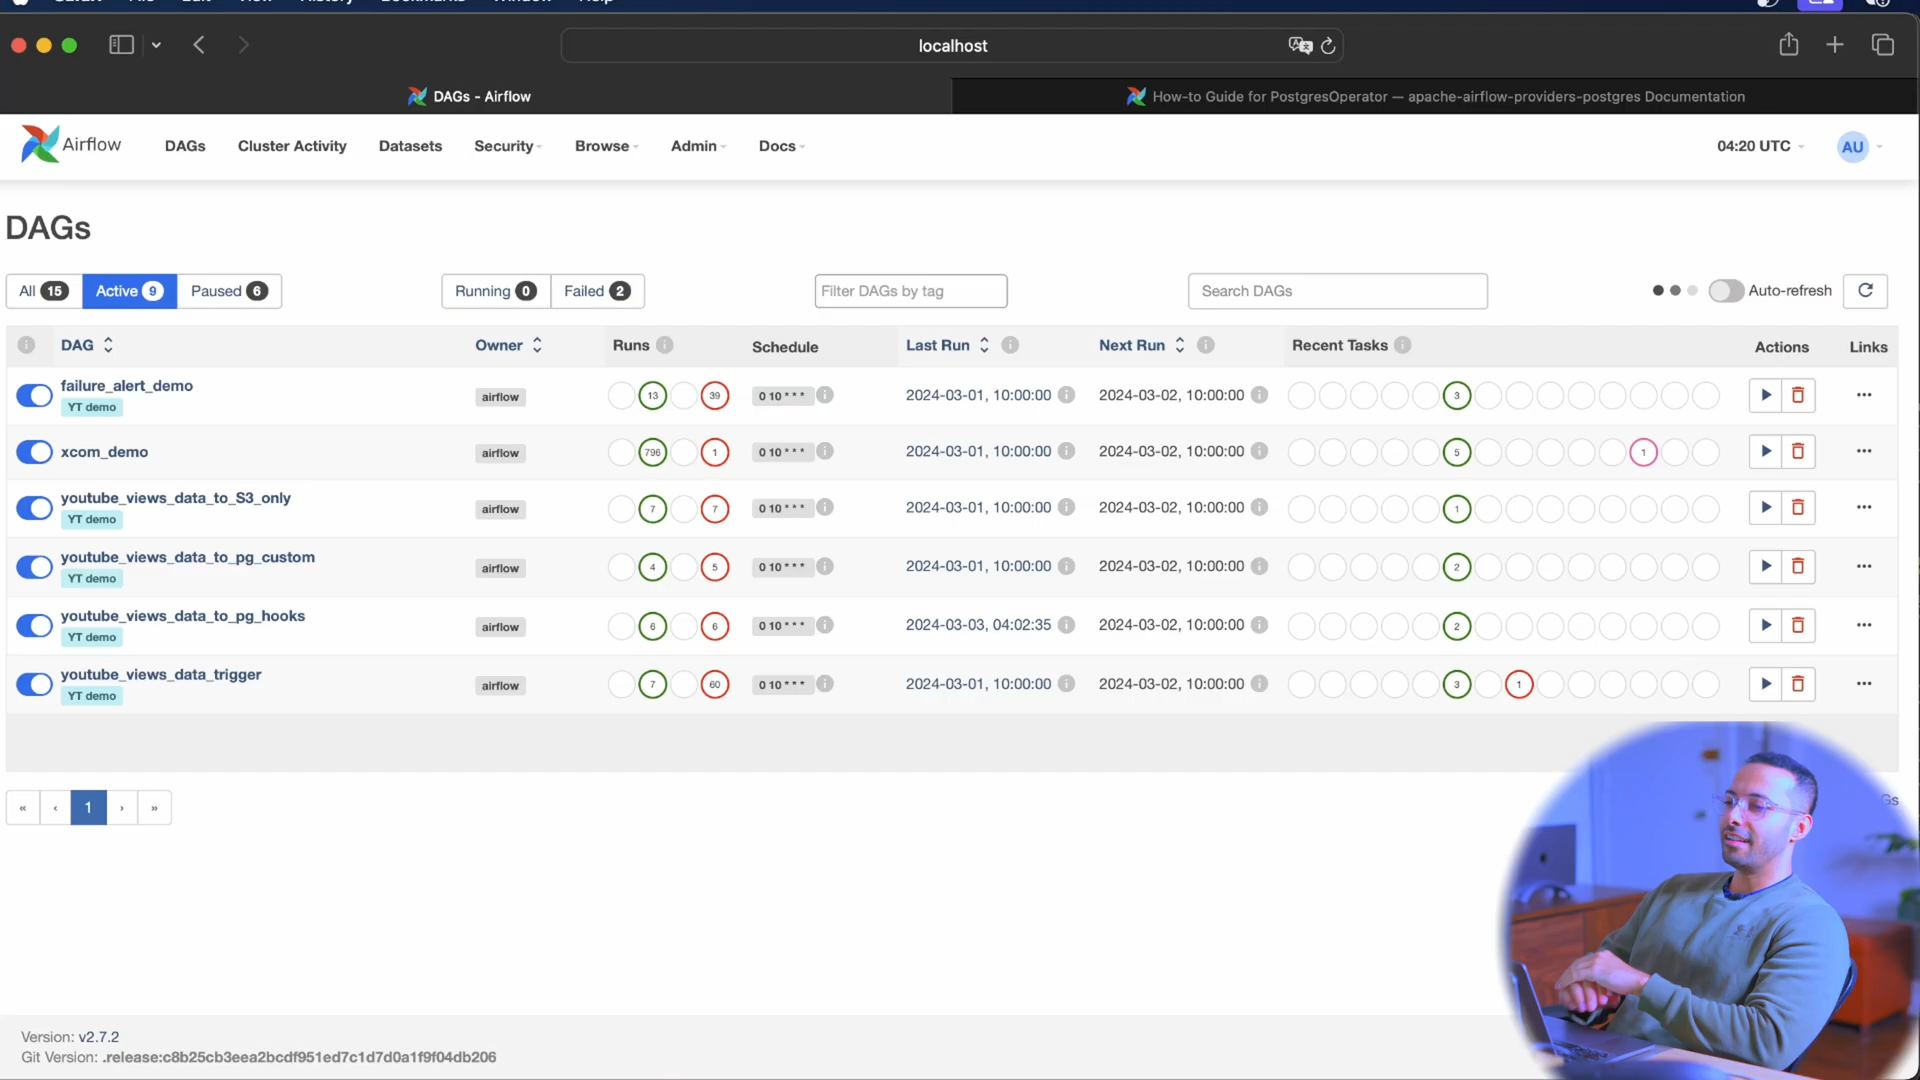 localhost
DAGs - Airflow
How-to Guide for PostgresOperator — apache-airflow-providers-postgres Documentation
Airflow DAGs Cluster Activity Datasets Security Browse Admin Docs 04:20 UTC AU
DAGs
All 15 Active 9 Paused 6 Running 0 Failed 2 Filter DAGs by tag Search DAGs Auto-refresh
DAG Owner Runs Schedule Last Run Next Run Recent Tasks Actions Links
failure_alert_demo
YT demo
airflow 13 39 0 10 * * * 2024-03-01, 10:00:00 2024-03-02, 10:00:00 3
xcom_demo airflow 796 1 0 10 * * * 2024-03-01, 10:00:00 2024-03-02, 10:00:00 5 1
youtube_views_data_to_S3_only
YT demo
airflow 7 7 0 10 * * * 2024-03-01, 10:00:00 2024-03-02, 10:00:00 1
youtube_views_data_to_pg_custom
YT demo
airflow 4 5 0 10 * * * 2024-03-01, 10:00:00 2024-03-02, 10:00:00 2
youtube_views_data_to_pg_hooks
YT demo
airflow 6 6 0 10 * * * 2024-03-03, 04:02:35 2024-03-02, 10:00:00 2
youtube_views_data_trigger
YT demo
airflow 7 60 0 10 * * * 2024-03-01, 10:00:00 2024-03-02, 10:00:00 3 1
« ‹ 1 › »
Version: v2.7.2
Git Version: .release:c8b25cb3eea2bcdf951ed7c1d7d0a1f9f04db206